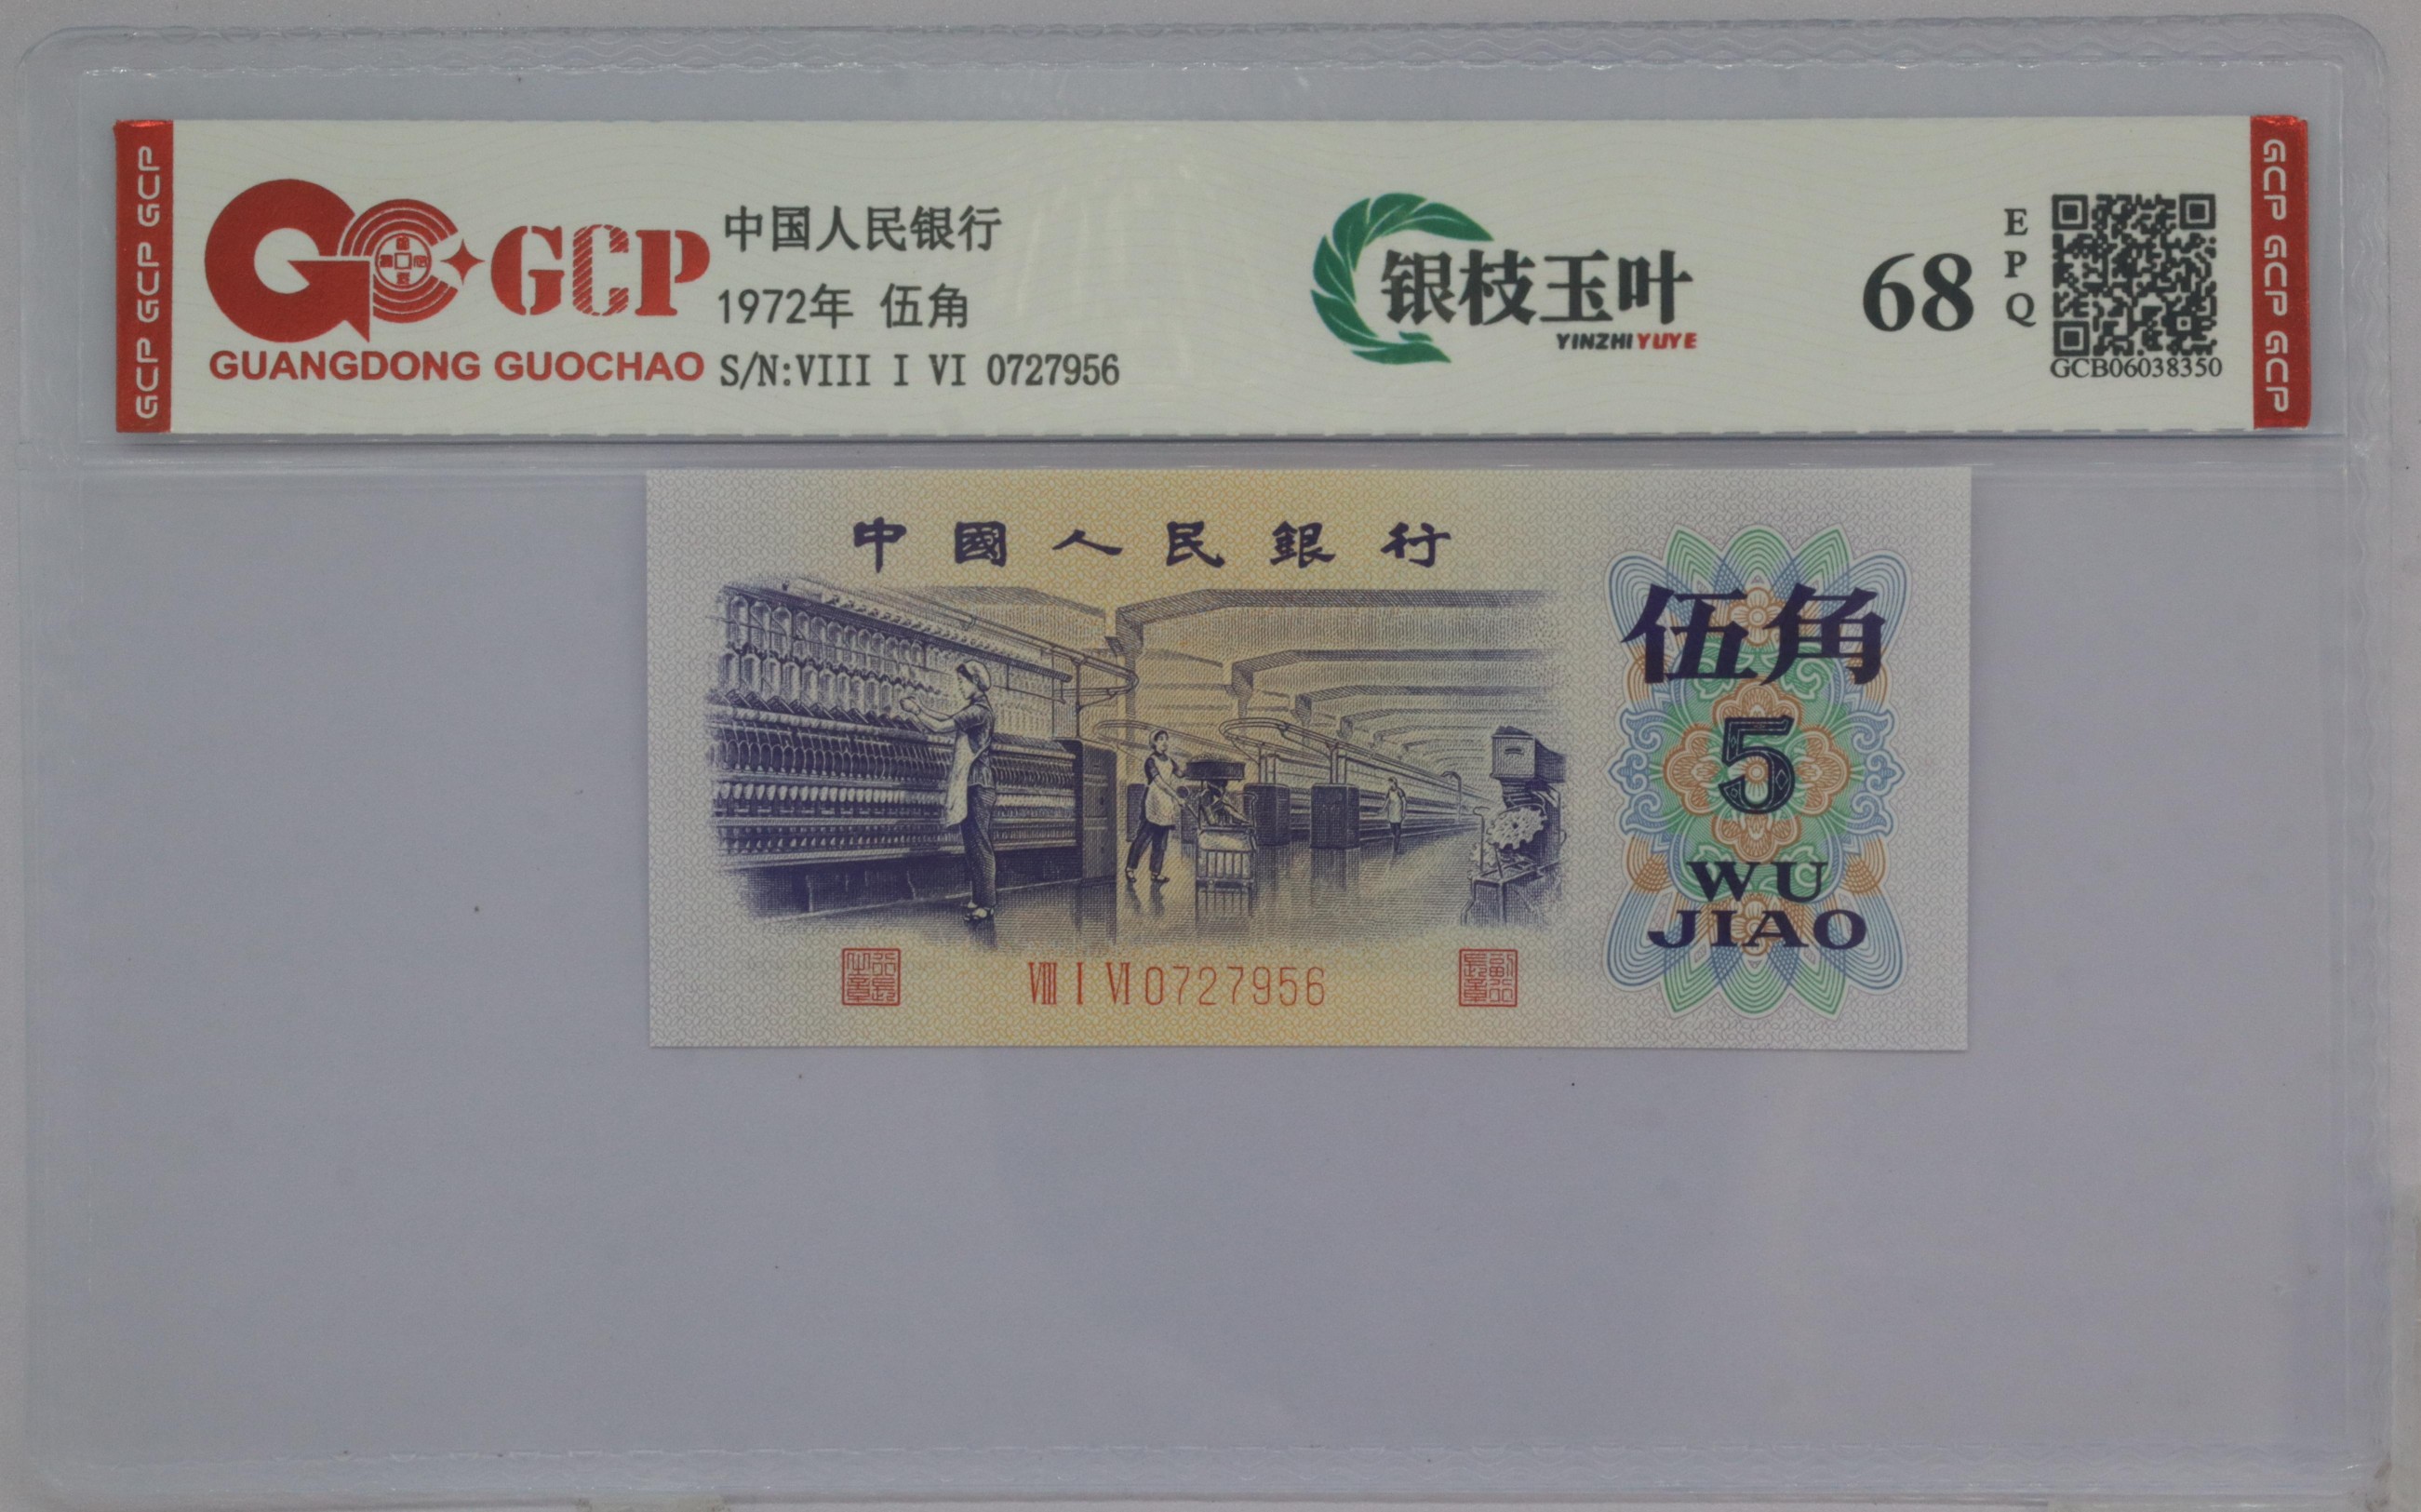 GCP GCP GCP
GCP
GUANGDONG GUOCHAO
中国人民银行
1972年 伍角
S/N:VIII I VI 0727956
银枝玉叶
YINZHI YUYE
68
EPQ
GCB06038350
GCP GCP GCP
中國人民銀行
伍角
5
WU
JIAO
VIII I VI 0727956